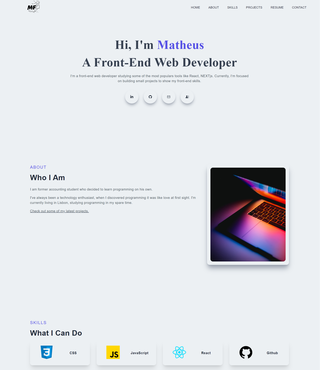 MF
HOME ABOUT SKILLS PROJECTS RESUME CONTACT
Hi, I'm Matheus
A Front-End Web Developer
I'm a front-end web developer studying some of the most populars tools like React, NEXTjs. Currently, I'm focused
on building small projects to show my front-end skills.
ABOUT
Who I Am
I am former accounting student who decided to learn programming on his own.
I've always been a technology enthusiast, when I discovered programming it was like love at first sight. I'm
currently living in Lisbon, studying programming in my spare time.
Check out some of my latest projects.
SKILLS
What I Can Do
CSS
JS JavaScript
React
Github